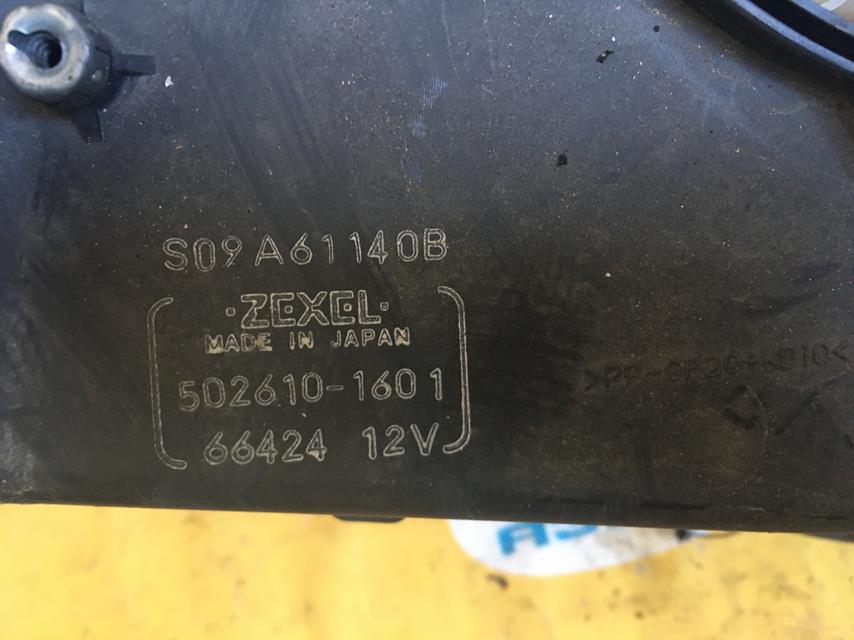 S09A61140B
·ZEXEL·
MADE IN JAPAN
502610-1601
66424 12V